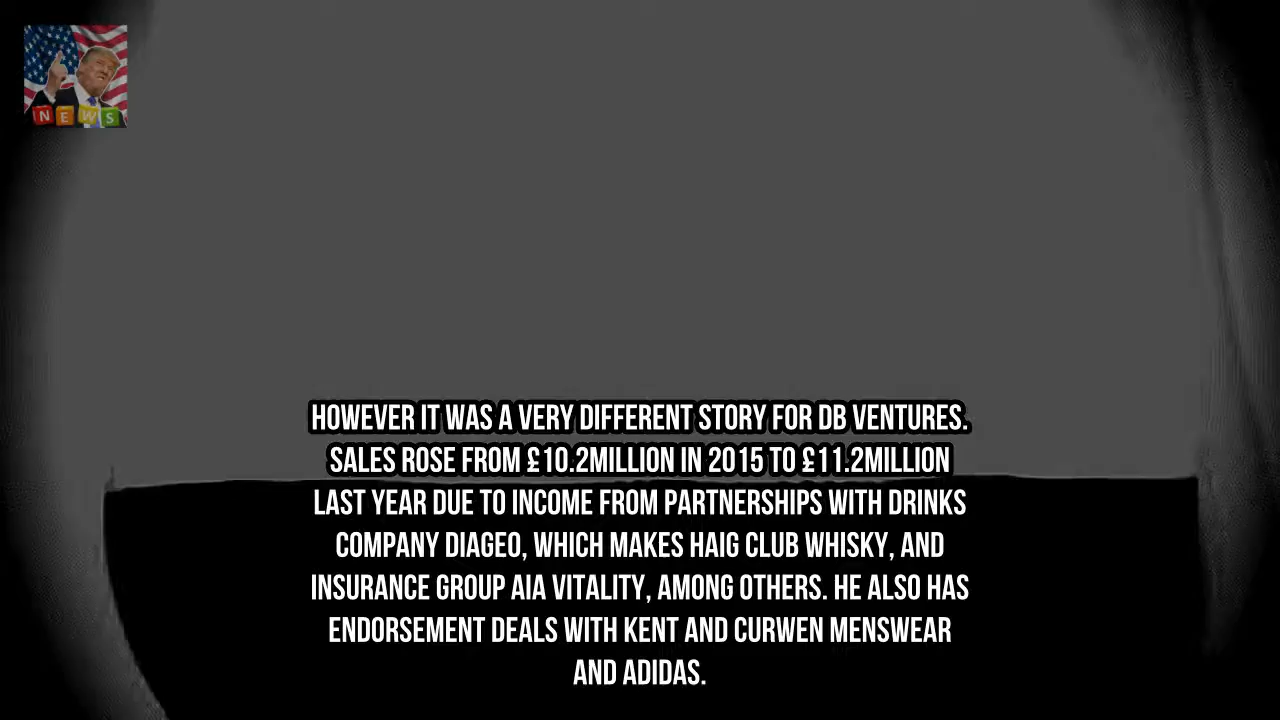 NEWS
HOWEVER IT WAS A VERY DIFFERENT STORY FOR DB VENTURES.
SALES ROSE FROM £10.2MILLION IN 2015 TO £11.2MILLION
LAST YEAR DUE TO INCOME FROM PARTNERSHIPS WITH DRINKS
COMPANY DIAGEO, WHICH MAKES HAIG CLUB WHISKY, AND
INSURANCE GROUP AIA VITALITY, AMONG OTHERS. HE ALSO HAS
ENDORSEMENT DEALS WITH KENT AND CURWEN MENSWEAR
AND ADIDAS.